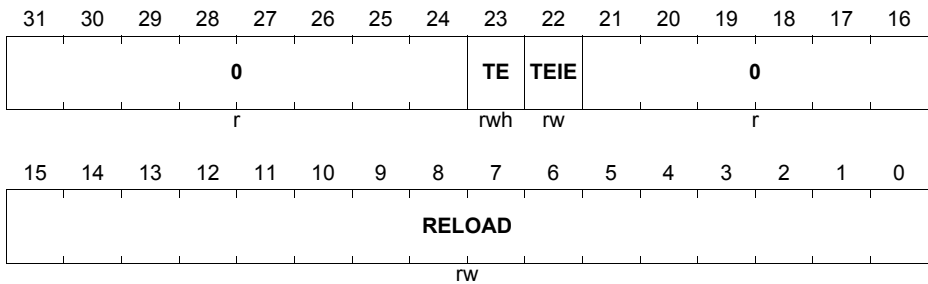 31 30 29 28 27 26 25 24 23 22 21 20 19 18 17 16
0 TE TEIE 0
r rwh rw r
15 14 13 12 11 10 9 8 7 6 5 4 3 2 1 0
RELOAD
rw